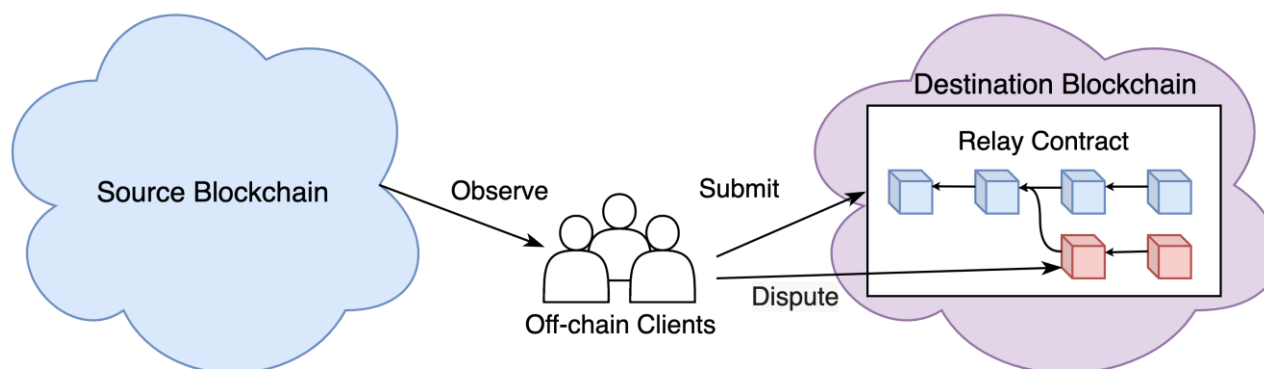 Source Blockchain
Observe
Off-chain Clients
Submit
Dispute
Destination Blockchain
Relay Contract